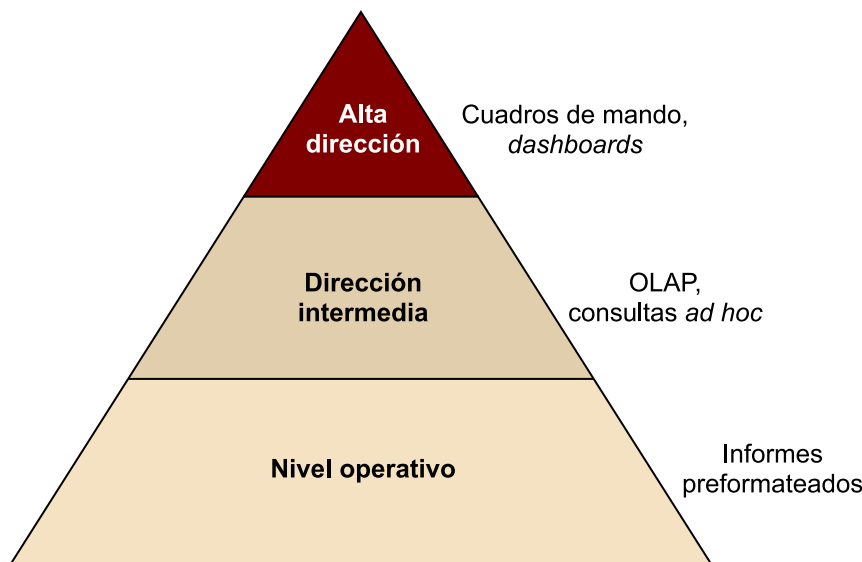 Alta
dirección
Cuadros de mando,
dashboards
Dirección
intermedia
OLAP,
consultas ad hoc
Nivel operativo
Informes
preformateados